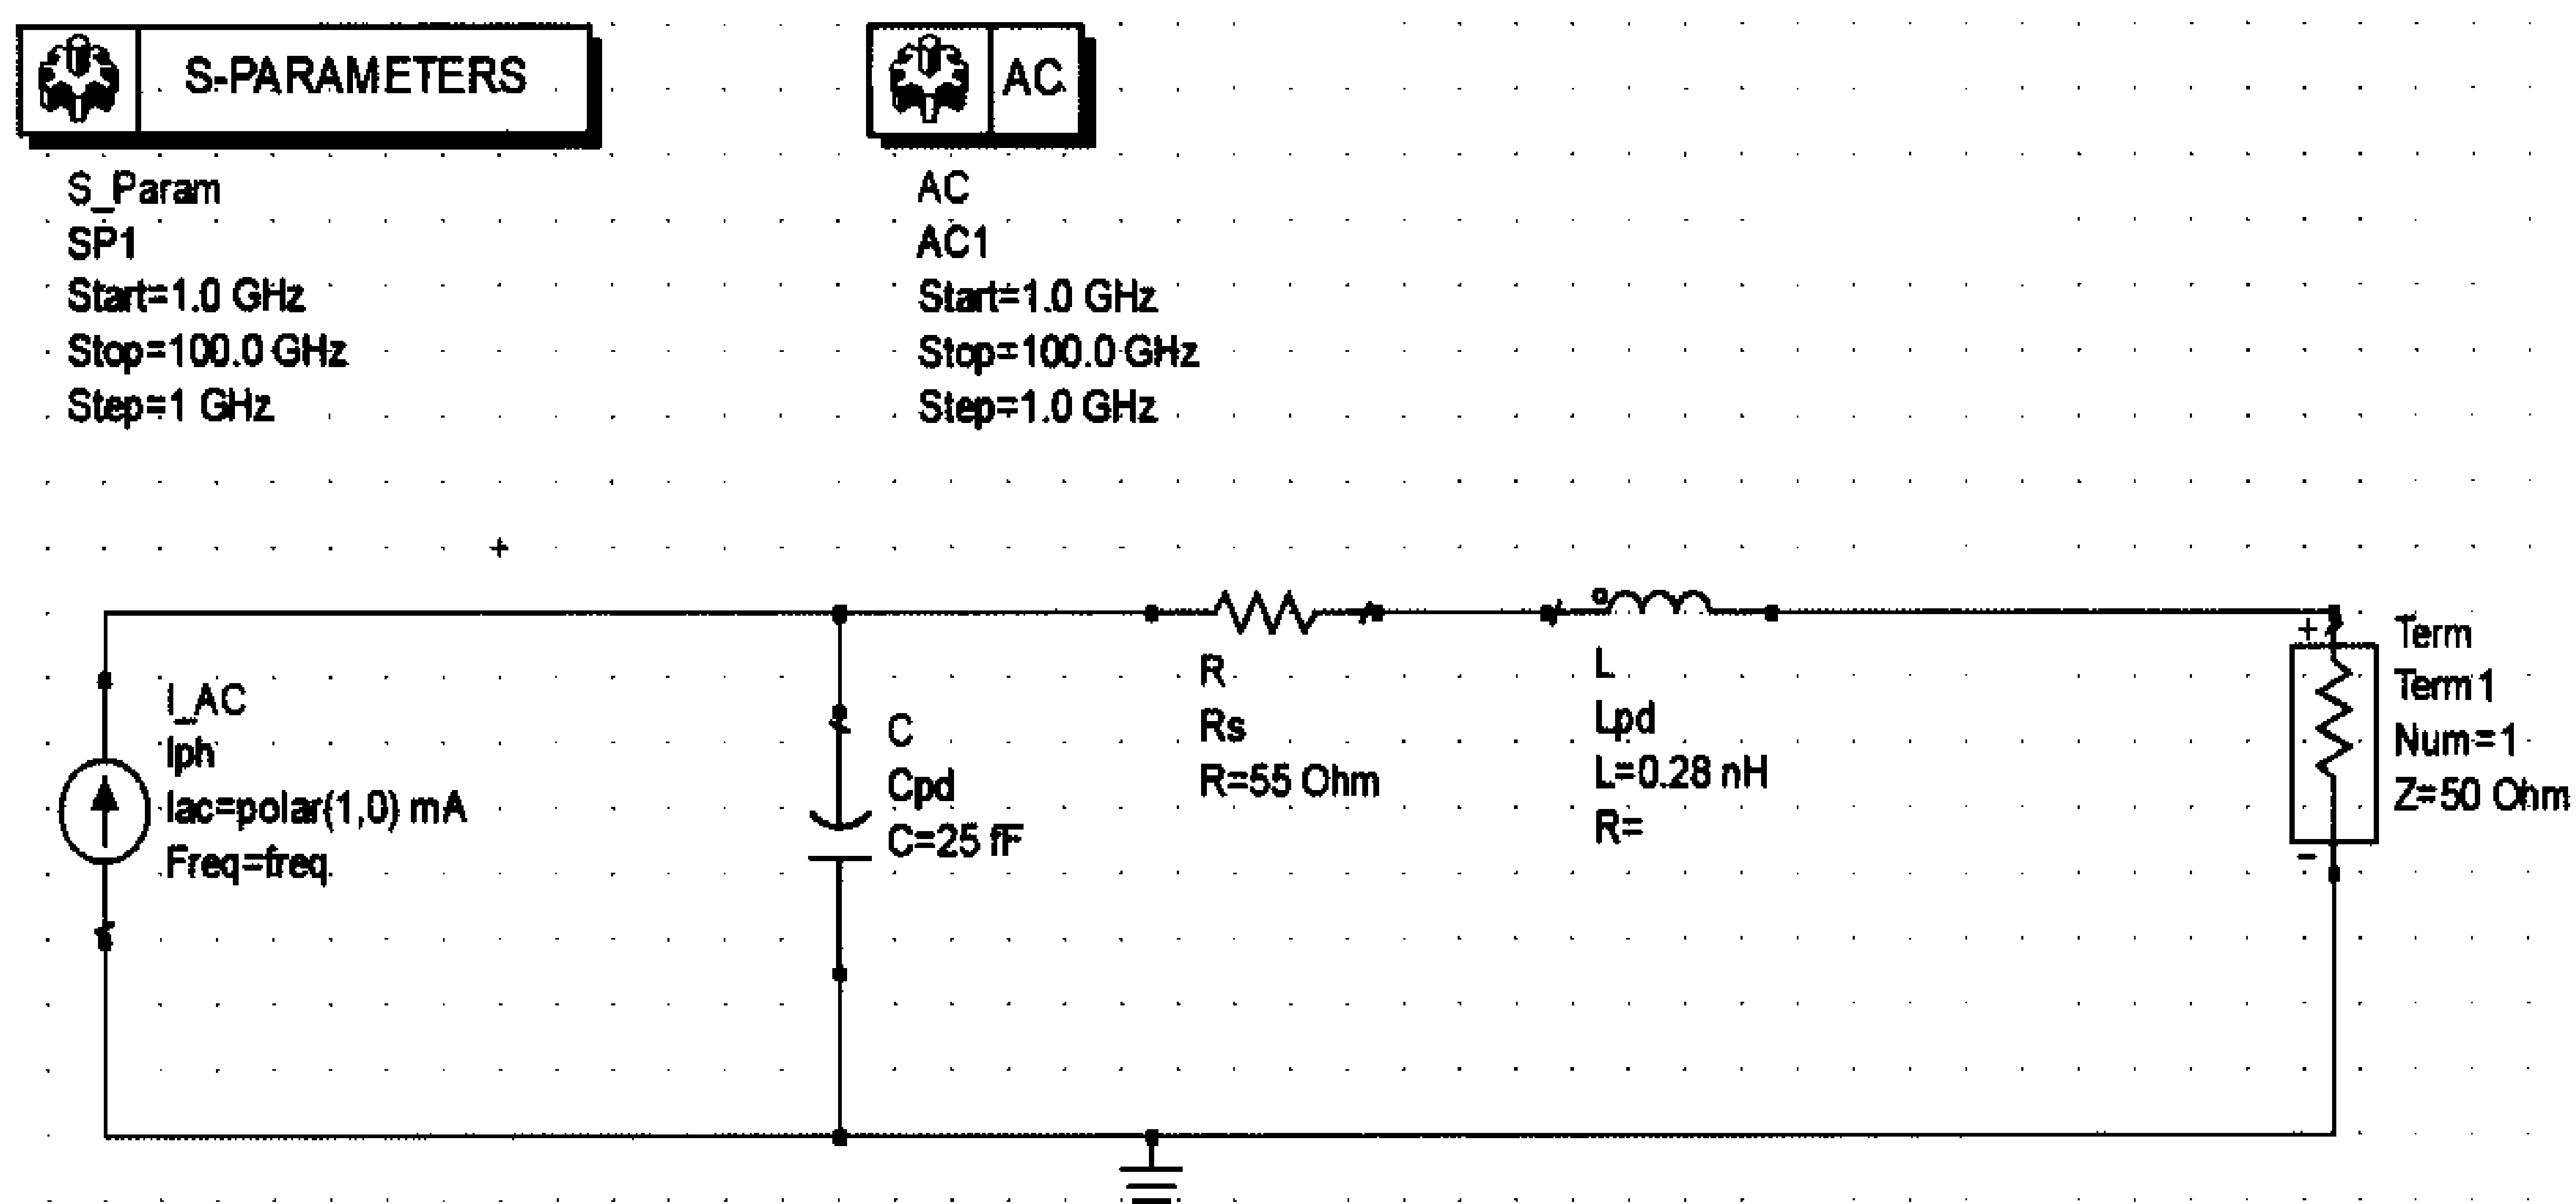 S-PARAMETERS
AC
S_Param
SP1
Start=1.0 GHz
Stop=100.0 GHz
Step=1 GHz
AC
AC1
Start=1.0 GHz
Stop=100.0 GHz
Step=1.0 GHz
I_AC
Iph
Iac=polar(1,0) mA
Freq=freq
C
Cpd
C=25 fF
R
Rs
R=55 Ohm
L
Lpd
L=0.28 nH
R=
+
Term
Term1
Num=1
Z=50 Ohm
-